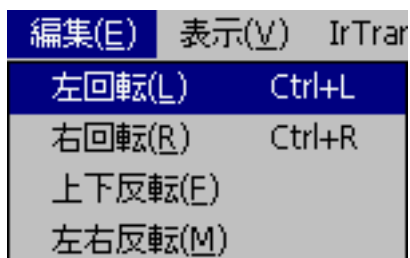 編集(E) 表示(V) IrTran
左回転(L) Ctrl+L
右回転(R) Ctrl+R
上下反転(F)
左右反転(M)